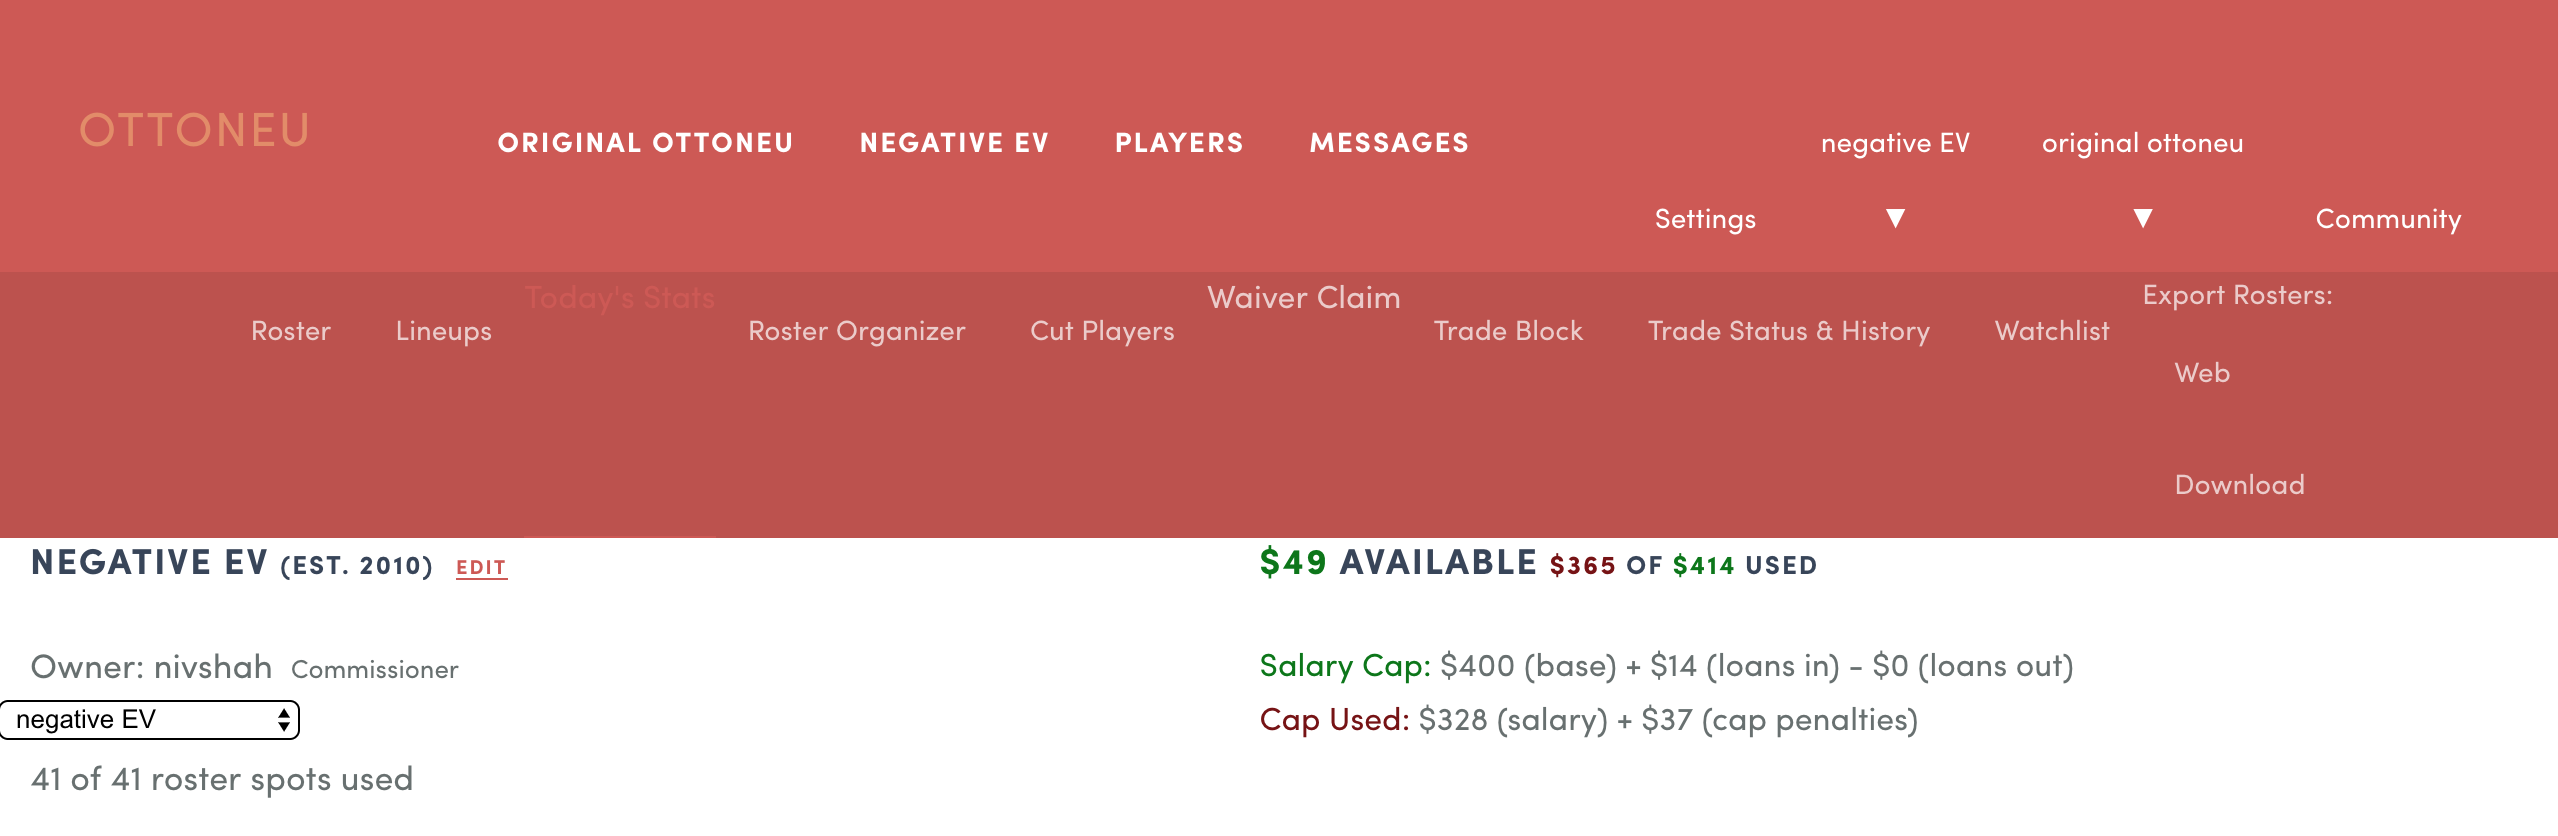 OTTONEU
ORIGINAL OTTONEU NEGATIVE EV PLAYERS MESSAGES
negative EV original ottoneu
Settings ▼ ▼ Community
Today's Stats Waiver Claim Export Rosters:
Roster Lineups Roster Organizer Cut Players Trade Block Trade Status & History Watchlist
Web
Download
NEGATIVE EV (EST. 2010) EDIT
Owner: nivshah Commissioner
negative EV
41 of 41 roster spots used
$49 AVAILABLE $365 OF $414 USED
Salary Cap: $400 (base) + $14 (loans in) - $0 (loans out)
Cap Used: $328 (salary) + $37 (cap penalties)